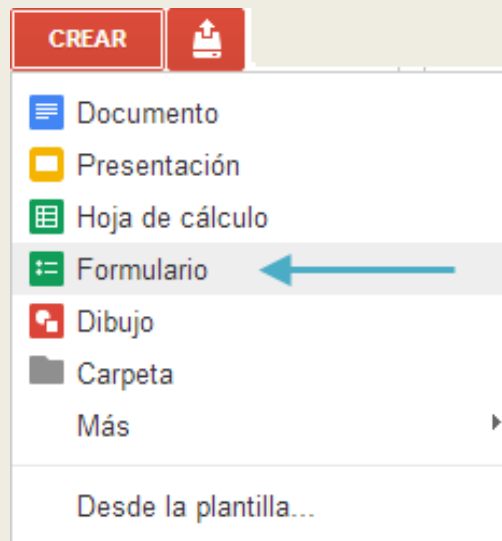 CREAR
Documento
Presentación
Hoja de cálculo
Formulario
Dibujo
Carpeta
Más
Desde la plantilla...